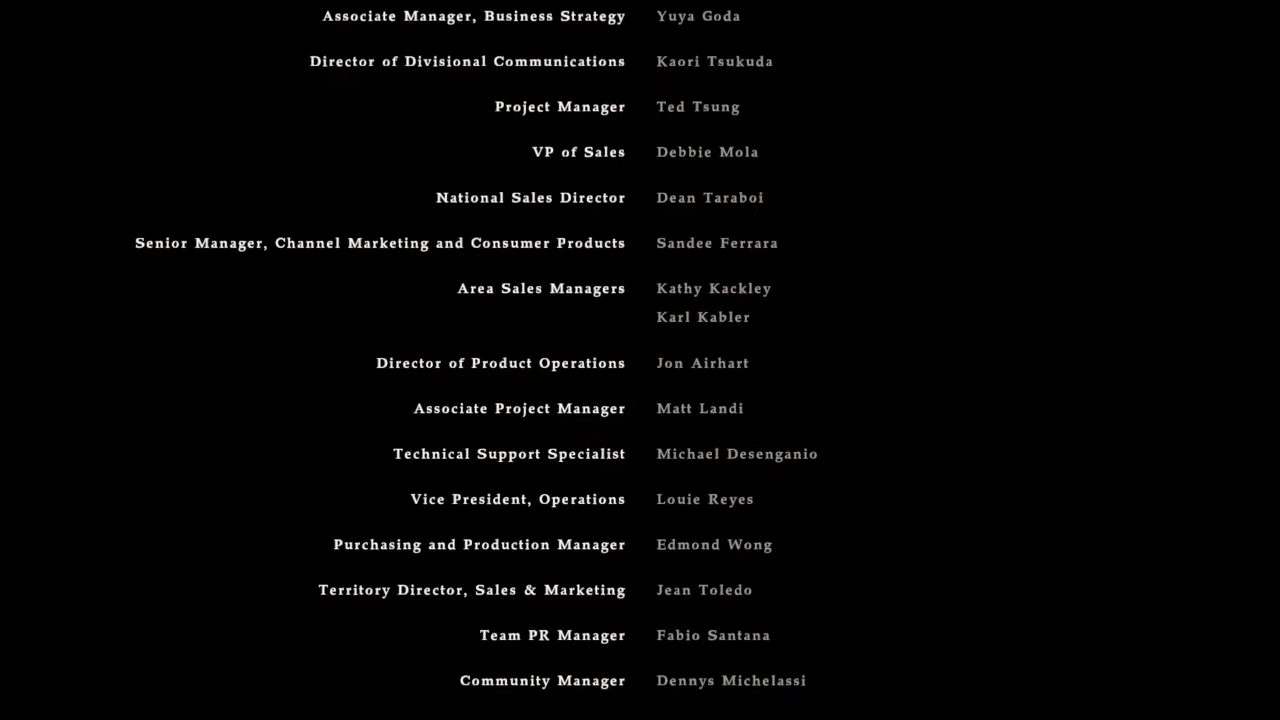 Associate Manager, Business Strategy Yuya Goda
Director of Divisional Communications Kaori Tsukuda
Project Manager Ted Tsung
VP of Sales Debbie Mola
National Sales Director Dean Taraboi
Senior Manager, Channel Marketing and Consumer Products Sandee Ferrara
Area Sales Managers Kathy Kackley
Karl Kabler
Director of Product Operations Jon Airhart
Associate Project Manager Matt Landi
Technical Support Specialist Michael Desenganio
Vice President, Operations Louie Reyes
Purchasing and Production Manager Edmond Wong
Territory Director, Sales & Marketing Jean Toledo
Team PR Manager Fabio Santana
Community Manager Dennys Michelassi